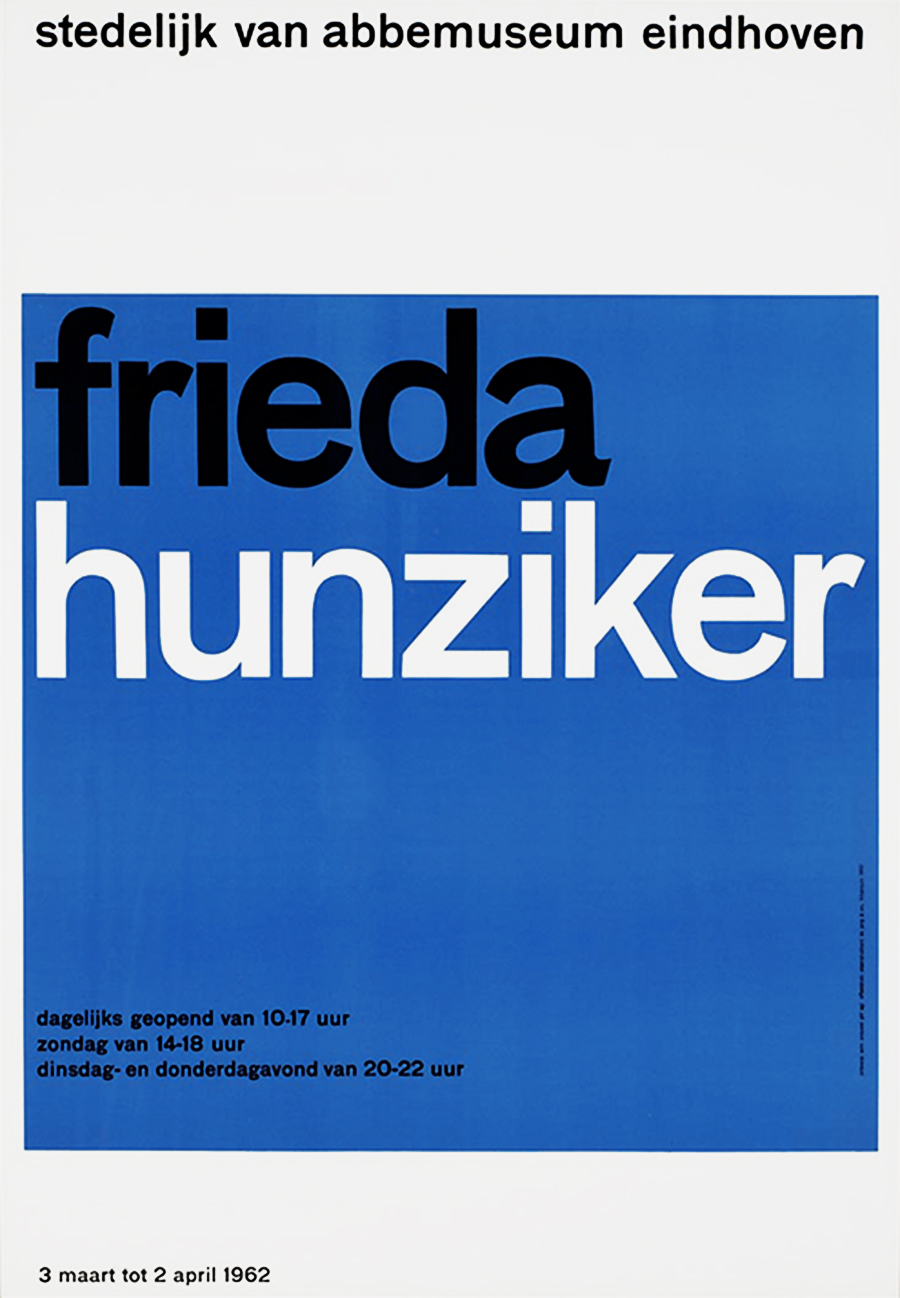 stedelijk van abbemuseum eindhoven
frieda
hunziker
dagelijks geopend van 10-17 uur
zondag van 14-18 uur
dinsdag- en donderdagavond van 20-22 uur
3 maart tot 2 april 1962